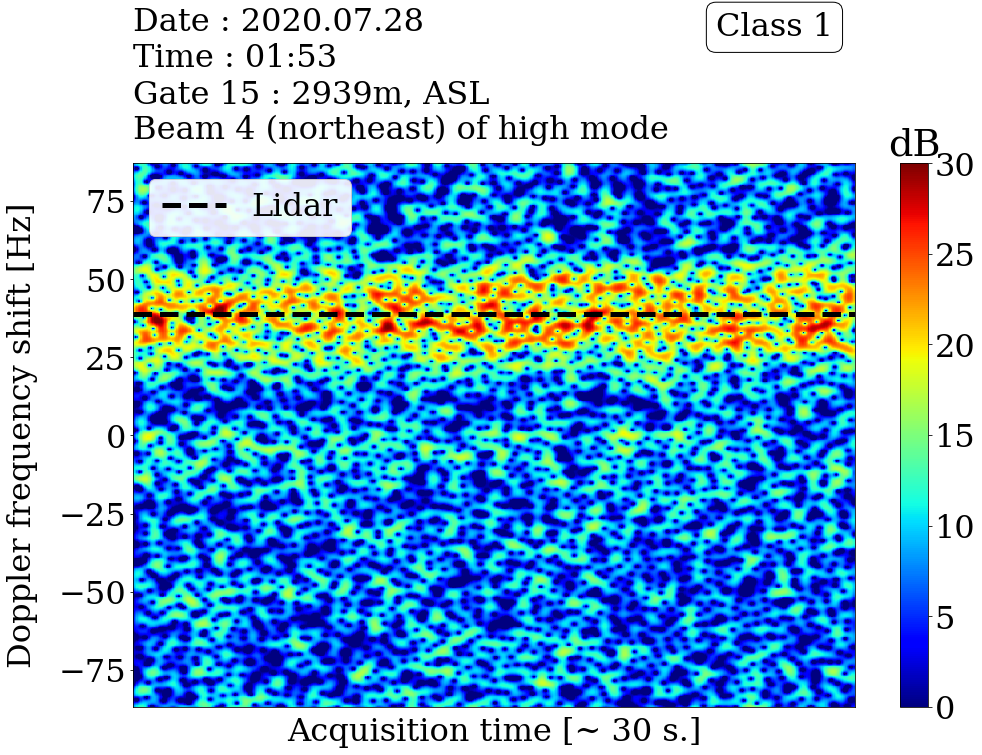 Date : 2020.07.28
Time : 01:53
Gate 15 : 2939m, ASL
Beam 4 (northeast) of high mode
Class 1
dB
Lidar
Doppler frequency shift [Hz]
75
50
25
0
−25
−50
−75
30
25
20
15
10
5
0
Acquisition time [~ 30 s.]